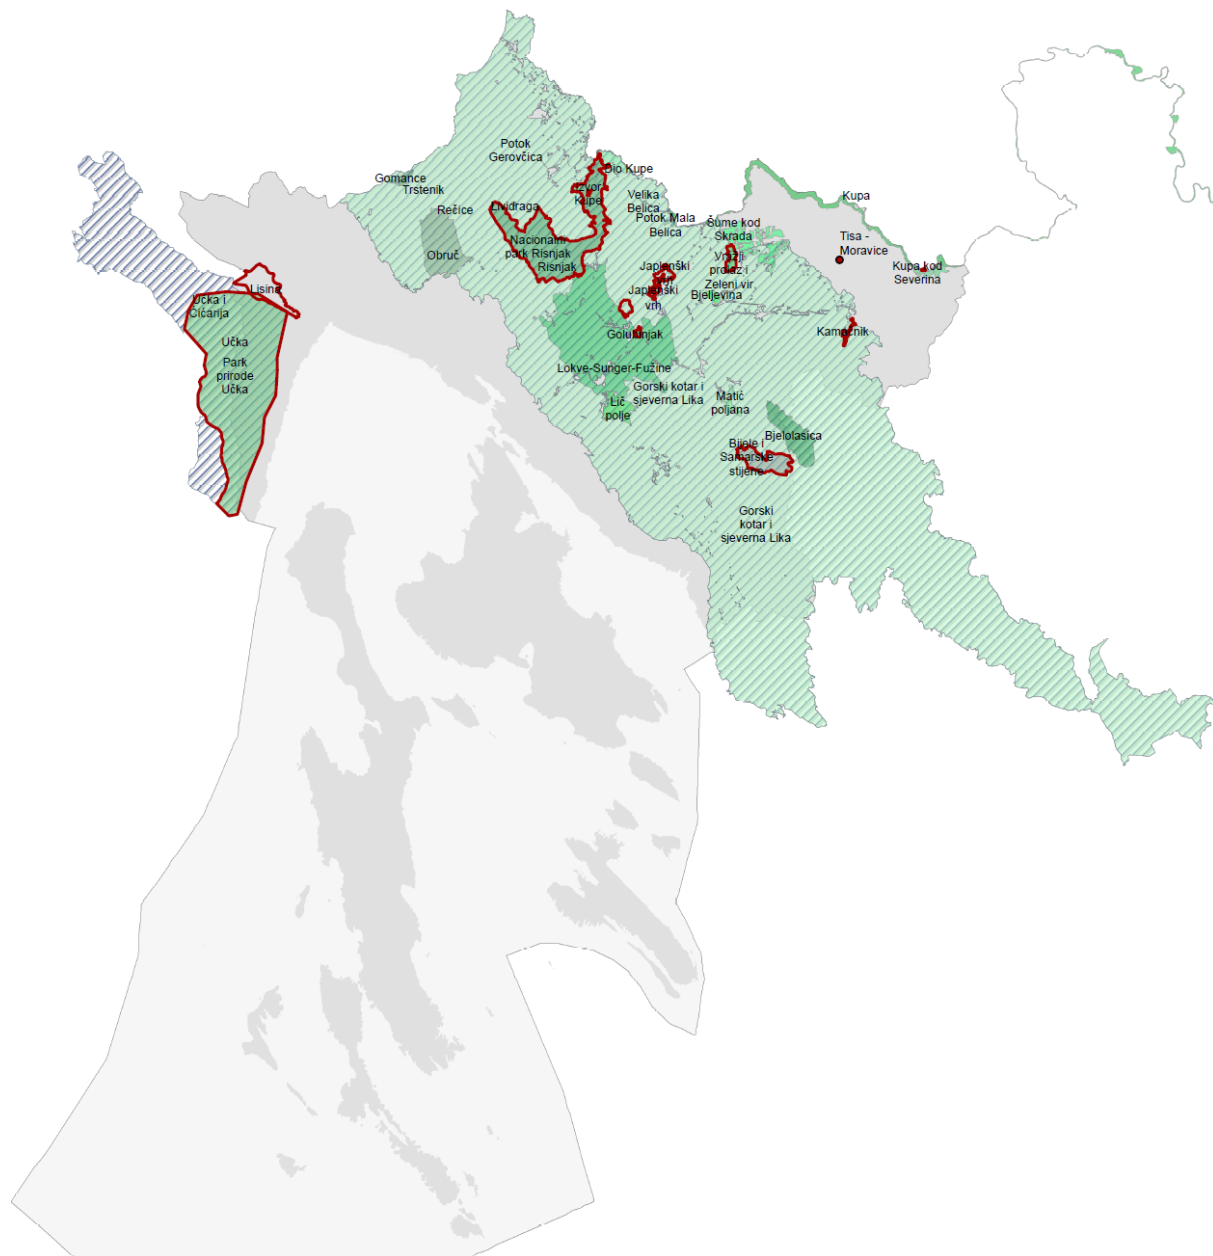 Potok
Gerovčica
Gomance
Trstenik
Rečice
Obruč
Lividraga
Nacionalni
park Risnjak
Risnjak
Izvor
Kupe
Dio Kupe
Velika
Belica
Potok Mala
Belica
Šume kod
Skrada
Vražji
prolaz i
Zeleni vir
Bjeljevina
Japlenški
vrh
Japlenški
vrh
Golubinjak
Lokve-Sunger-Fužine
Lič
polje
Gorski kotar i
sjeverna Lika
Matić
poljana
Bjelolasica
Bijele i
Samarske
stijene
Gorski
kotar i
sjeverna Lika
Kamačnik
Kupa
Tisa -
Moravice
Kupa kod
Severina
Lisina
Učka i
Ćićarija
Učka
Park
prirode
Učka